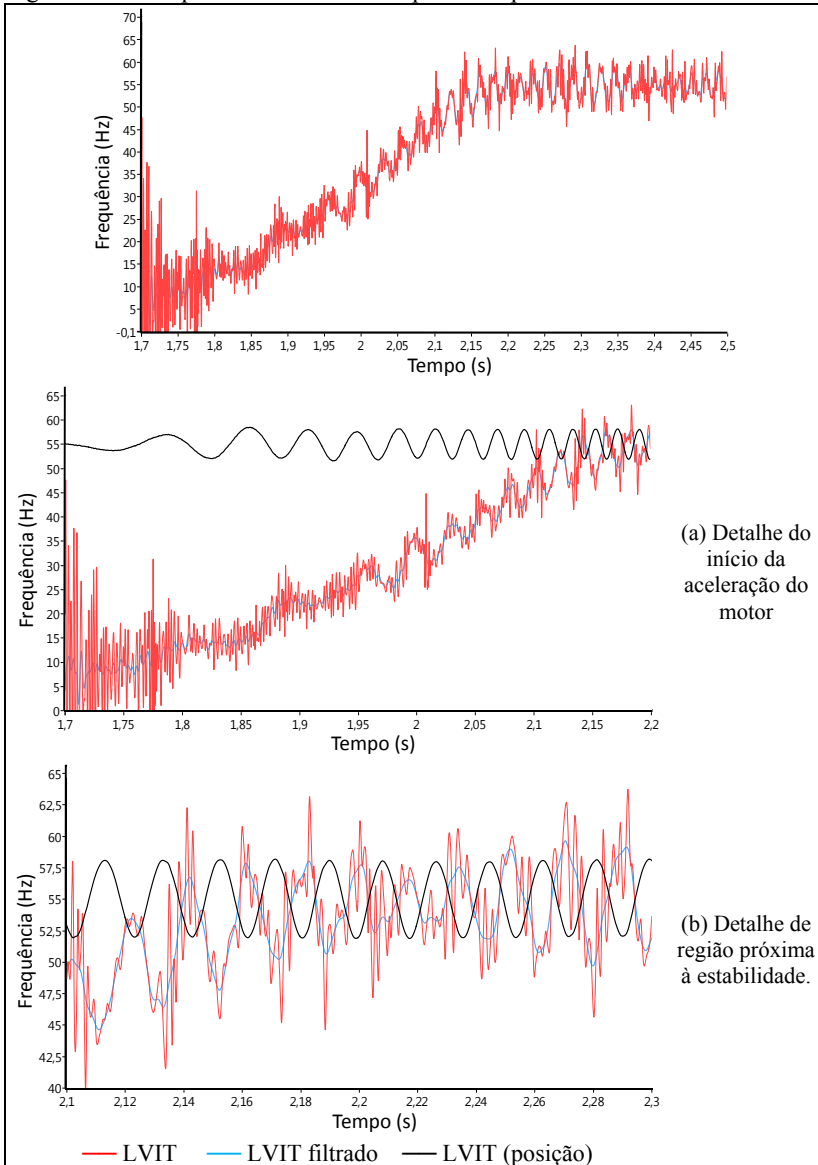 Frequência (Hz)
70
65
60
55
50
45
40
35
30
25
20
15
10
5
-0,1
1,7 1,75 1,8 1,85 1,9 1,95 2 2,05 2,1 2,15 2,2 2,25 2,3 2,35 2,4 2,45 2,5
Tempo (s)
Frequência (Hz)
65
60
55
50
45
40
35
30
25
20
15
10
5
0
1,7 1,75 1,8 1,85 1,9 1,95 2 2,05 2,1 2,15 2,2
Tempo (s)
(a) Detalhe do
início da
aceleração do
motor
Frequência (Hz)
65
62,5
60
57,5
55
52,5
50
47,5
45
42,5
40
2,1 2,12 2,14 2,16 2,18 2,2 2,22 2,24 2,26 2,28 2,3
Tempo (s)
(b) Detalhe de
região próxima
à estabilidade.
LVIT LVIT filtrado LVIT (posição)